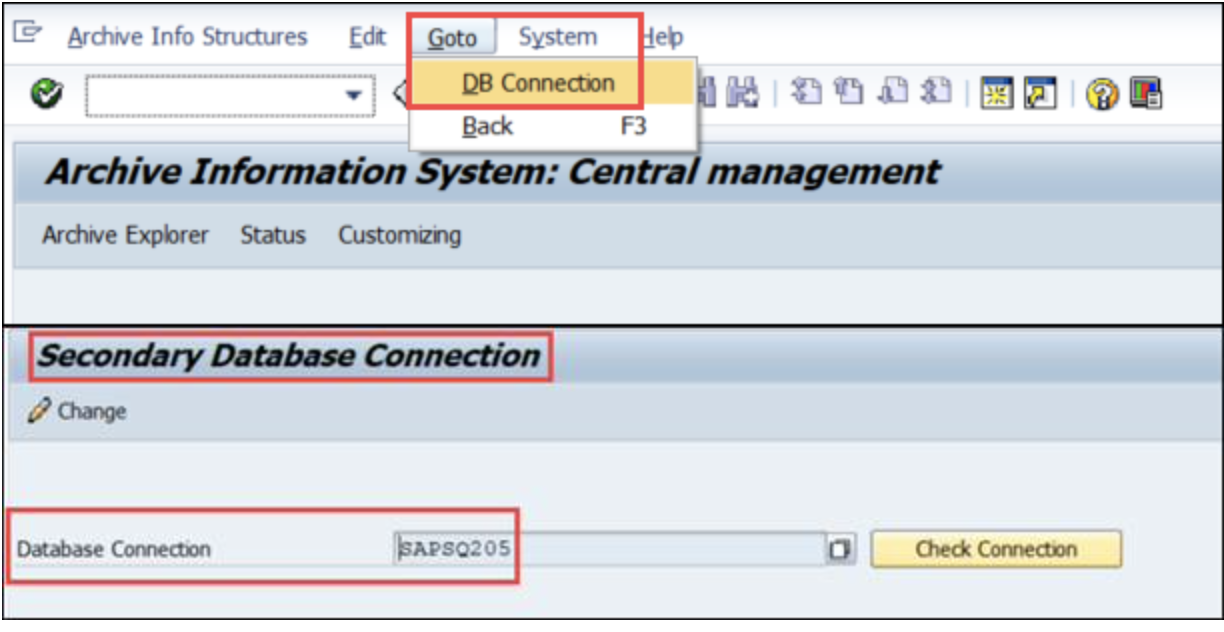 Archive Info Structures Edit Goto System Help
DB Connection
Back F3
Archive Information System: Central management
Archive Explorer Status Customizing
Secondary Database Connection
Change
Database Connection SAPSQ205 Check Connection